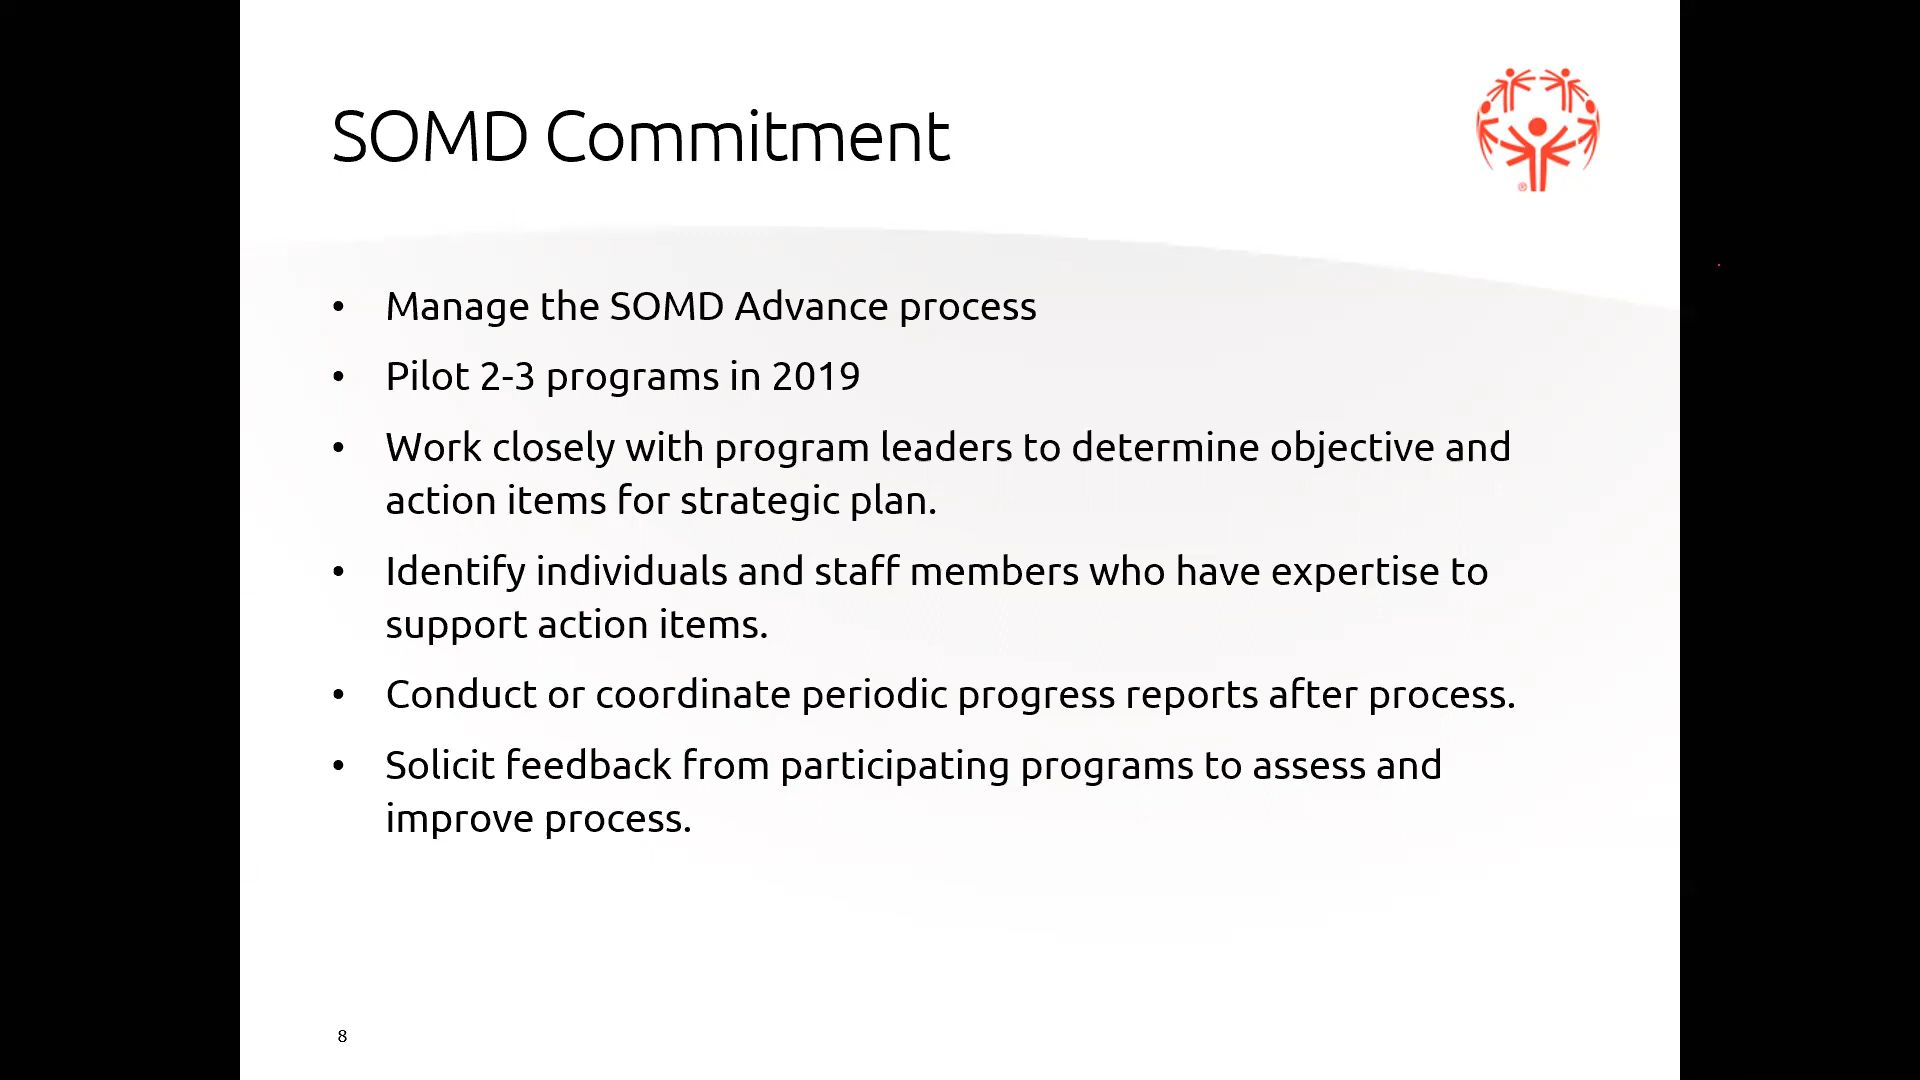 SOMD Commitment
®
• Manage the SOMD Advance process
• Pilot 2-3 programs in 2019
• Work closely with program leaders to determine objective and
action items for strategic plan.
• Identify individuals and staff members who have expertise to
support action items.
• Conduct or coordinate periodic progress reports after process.
• Solicit feedback from participating programs to assess and
improve process.
8